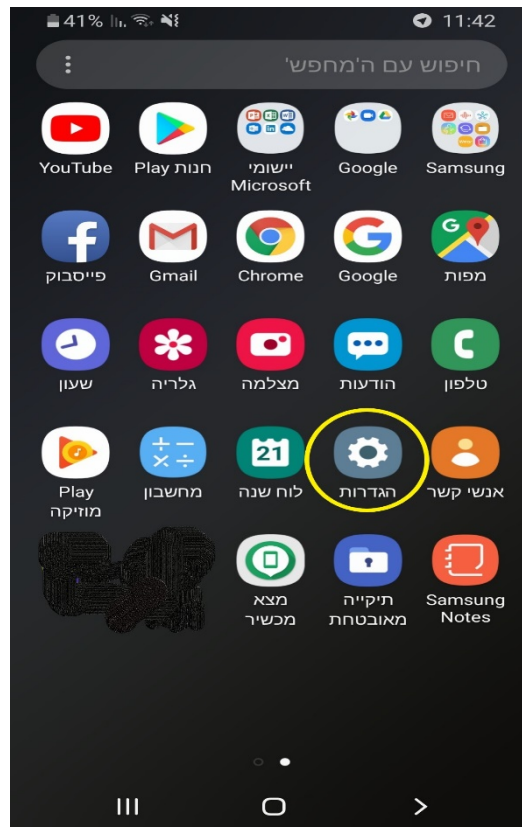 41% 11:42
חיפוש עם ה'מחפש'
Samsung
Google
יישומי
Microsoft
חנות Play
YouTube
G
מפות
Google
Chrome
Gmail
פייסבוק
טלפון
הודעות
מצלמה
גלריה
שעון
אנשי קשר
הגדרות
21
לוח שנה
מחשבון
Play
מוזיקה
Samsung
Notes
תיקייה
מאובטחת
מצא
מכשיר